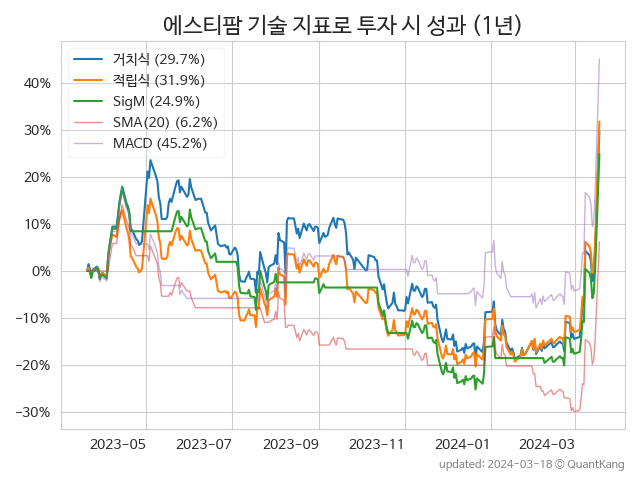 에스티팜 기술 지표로 투자 시 성과 (1년)
거치식 (29.7%)
적립식 (31.9%)
SigM (24.9%)
SMA(20) (6.2%)
MACD (45.2%)
40%
30%
20%
10%
0%
−10%
−20%
−30%
2023-05 2023-07 2023-09 2023-11 2024-01 2024-03
updated: 2024-03-18 ⓒ QuantKang